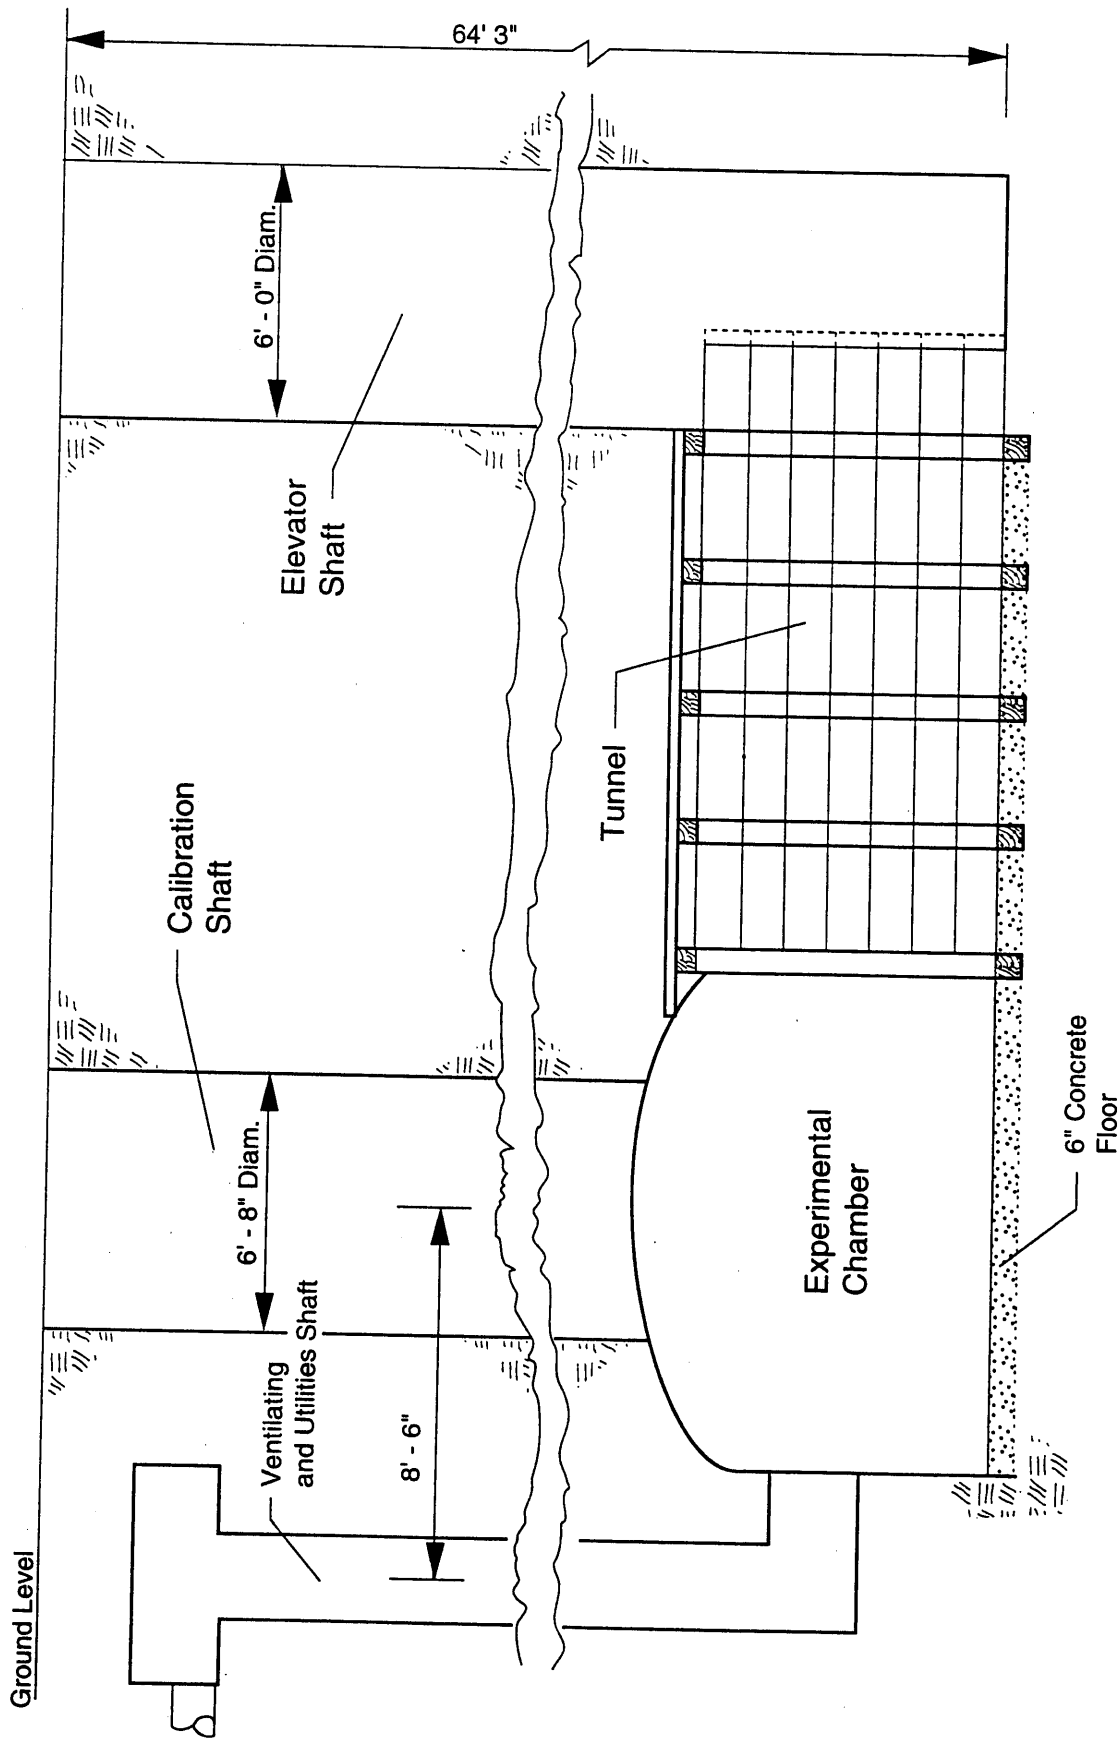 Ground Level
64' 3"
6' - 0" Diam.
Elevator
Shaft
Calibration
Shaft
6' - 8" Diam.
Ventilating
and Utilities Shaft
8' - 6"
Tunnel
Experimental
Chamber
6" Concrete
Floor